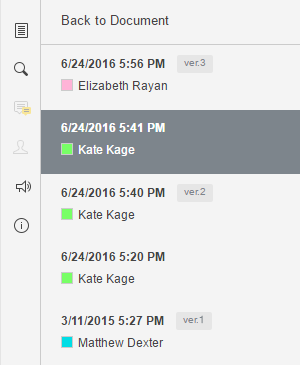 Back to Document
6/24/2016 5:56 PM ver.3
Elizabeth Rayan
6/24/2016 5:41 PM
Kate Kage
6/24/2016 5:40 PM ver.2
Kate Kage
6/24/2016 5:20 PM
Kate Kage
3/11/2015 5:27 PM ver.1
Matthew Dexter